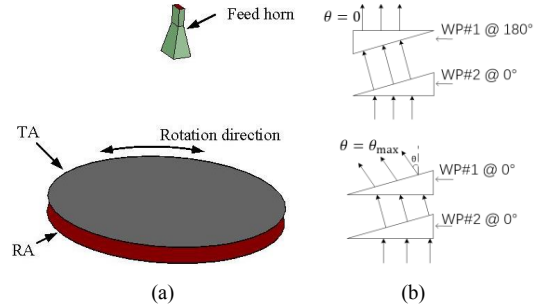 Feed horn
TA
Rotation direction
RA
(a)
θ = 0
WP#1 @ 180°
WP#2 @ 0°
θ = θmax
θ
WP#1 @ 0°
WP#2 @ 0°
(b)